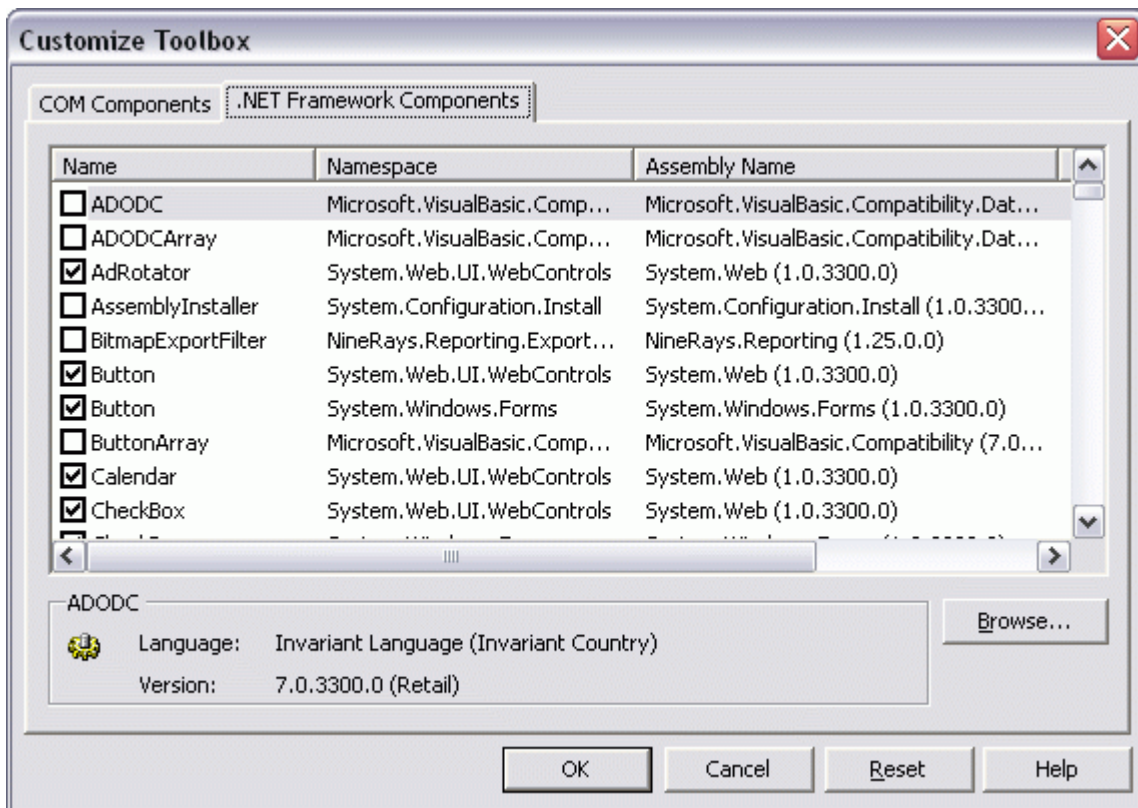 Customize Toolbox
COM Components .NET Framework Components
Name Namespace Assembly Name
ADODC Microsoft.VisualBasic.Comp... Microsoft.VisualBasic.Compatibility.Dat...
ADODCArray Microsoft.VisualBasic.Comp... Microsoft.VisualBasic.Compatibility.Dat...
AdRotator System.Web.UI.WebControls System.Web (1.0.3300.0)
AssemblyInstaller System.Configuration.Install System.Configuration.Install (1.0.3300...
BitmapExportFilter NineRays.Reporting.Export... NineRays.Reporting (1.25.0.0)
Button System.Web.UI.WebControls System.Web (1.0.3300.0)
Button System.Windows.Forms System.Windows.Forms (1.0.3300.0)
ButtonArray Microsoft.VisualBasic.Comp... Microsoft.VisualBasic.Compatibility (7.0...
Calendar System.Web.UI.WebControls System.Web (1.0.3300.0)
CheckBox System.Web.UI.WebControls System.Web (1.0.3300.0)
ADODC
Language: Invariant Language (Invariant Country)
Version: 7.0.3300.0 (Retail)
Browse...
OK Cancel Reset Help